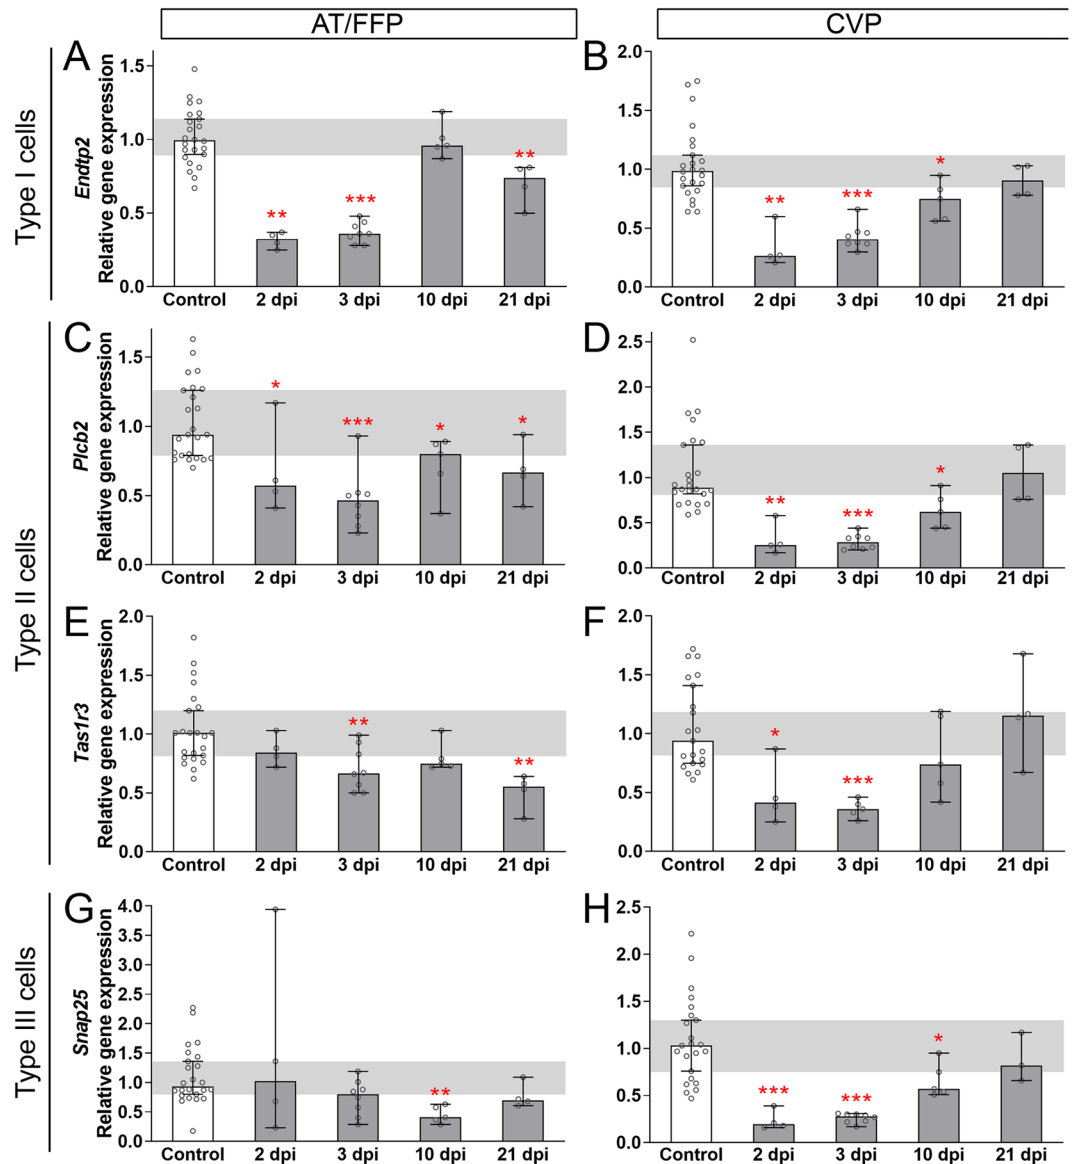 AT/FFP
CVP
Type I cells
A
Endtp2
Relative gene expression
1.5
1.0
0.5
0.0
**
***
**
Control 2 dpi 3 dpi 10 dpi 21 dpi
B
2.0
1.5
1.0
0.5
0.0
**
***
*
Control 2 dpi 3 dpi 10 dpi 21 dpi
Type II cells
C
Plcb2
Relative gene expression
1.5
1.0
0.5
0.0
*
***
*
*
Control 2 dpi 3 dpi 10 dpi 21 dpi
D
2.5
2.0
1.5
1.0
0.5
0.0
**
***
*
Control 2 dpi 3 dpi 10 dpi 21 dpi
E
Tas1r3
Relative gene expression
2.0
1.5
1.0
0.5
0.0
**
**
Control 2 dpi 3 dpi 10 dpi 21 dpi
F
2.0
1.5
1.0
0.5
0.0
*
***
Control 2 dpi 3 dpi 10 dpi 21 dpi
Type III cells
G
Snap25
Relative gene expression
4.0
3.5
3.0
2.5
2.0
1.5
1.0
0.5
0.0
**
Control 2 dpi 3 dpi 10 dpi 21 dpi
H
2.5
2.0
1.5
1.0
0.5
0.0
***
***
*
Control 2 dpi 3 dpi 10 dpi 21 dpi